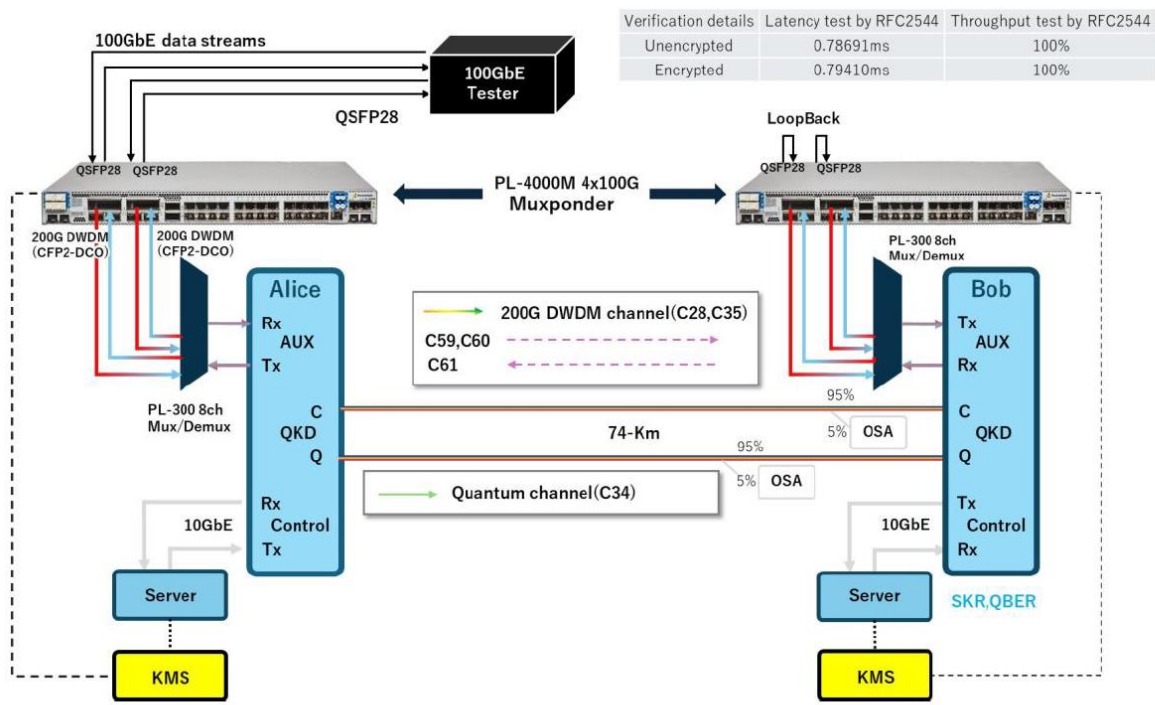 Verification details Latency test by RFC2544 Throughput test by RFC2544
Unencrypted 0.78691ms 100%
Encrypted 0.79410ms 100%
100GbE data streams
100GbE
Tester
QSFP28
LoopBack
QSFP28 QSFP28
QSFP28 QSFP28
PL-4000M 4x100G
Muxponder
200G DWDM
(CFP2-DCO)
200G DWDM
(CFP2-DCO)
PL-300 8ch
Mux/Demux
Alice
Rx
AUX
Tx
PL-300 8ch
Mux/Demux
C
QKD
Q
Rx
Control
Tx
200G DWDM channel(C28,C35)
C59,C60
C61
95%
5% OSA
74-Km
95%
5% OSA
Quantum channel(C34)
Bob
Tx
AUX
Rx
C
QKD
Q
Tx
Control
Rx
10GbE
10GbE
Server
Server
SKR,QBER
KMS
KMS